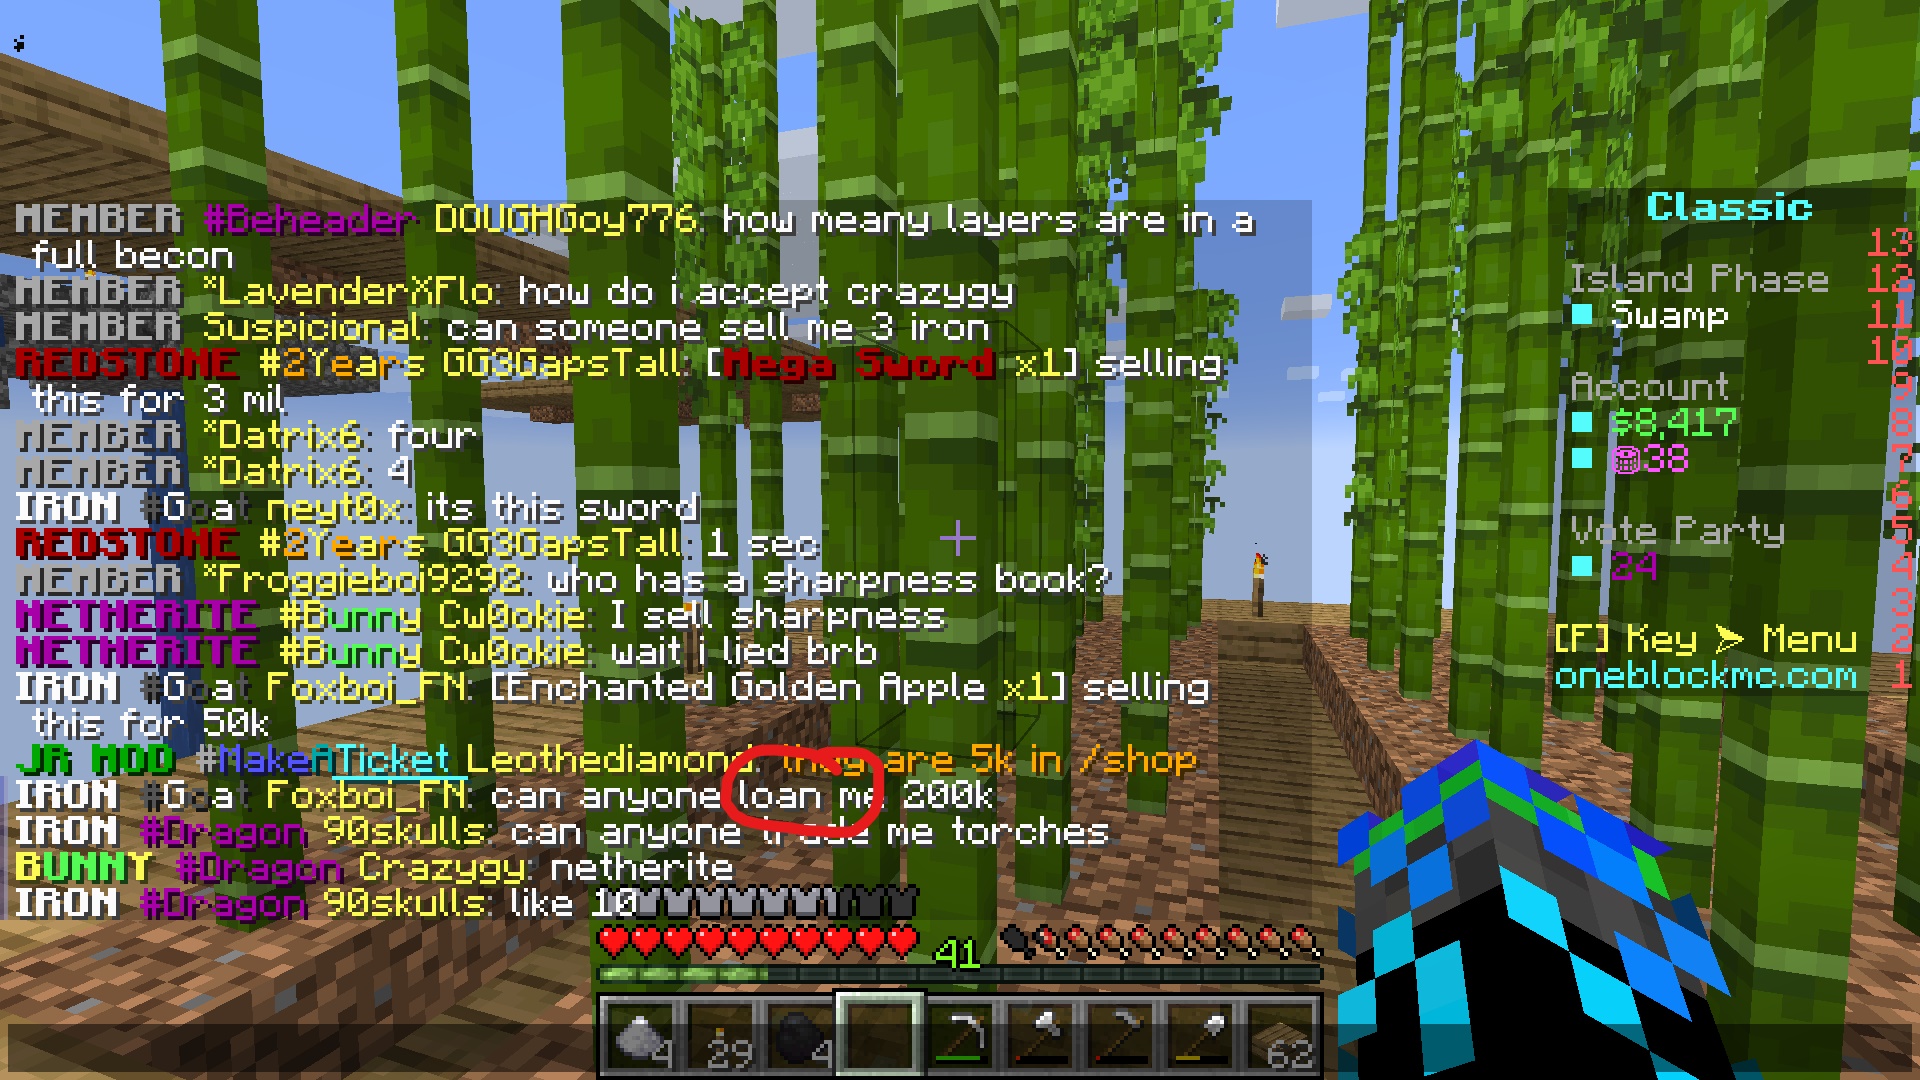 MEMBER #Beheader DOUGHGoy776: how meany layers are in a
full becon
MEMBER *LavenderXFlo: how do i accept crazygy
MEMBER Suspicional: can someone sell me 3 iron
REDSTONE #2Years GG3GapsTall: [Mega Sword x1] selling
this for 3 mil
MEMBER *Datrix6: four
MEMBER *Datrix6: 4
IRON #Goat neyt0x: its this sword
REDSTONE #2Years GG3GapsTall: 1 sec
MEMBER *Froggieboi9292: who has a sharpness book?
NETHERITE #Bunny Cw0okie: I sell sharpness
NETHERITE #Bunny Cw0okie: wait i lied brb
IRON #Goat Foxboi_FN: [Enchanted Golden Apple x1] selling
this for 50k
JR MOD #MakeATicket Leothediamond: they are 5k in /shop
IRON #Goat Foxboi_FN: can anyone loan me 200k
IRON #Dragon 90skulls: can anyone trade me torches
BUNNY #Dragon Crazygy: netherite
IRON #Dragon 90skulls: like 10
Classic
13
Island Phase 12
Swamp 11
10
Account 9
$8,417 8
38 7
6
Vote Party 5
24 4
3
[F] Key ➤ Menu 2
oneblockmc.com 1
41
4
29
4
62